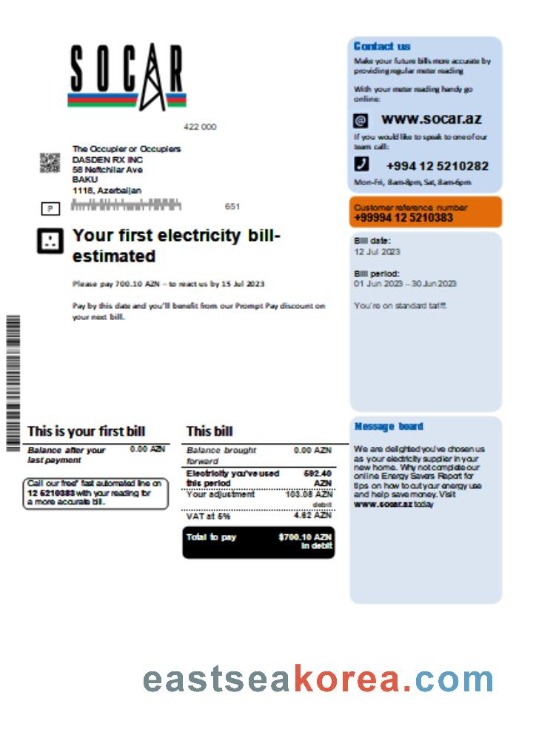 SOCAR
422 000
The Occupier or Occupiers
DASDEN RX INC
58 Neftchilar Ave
BAKU
1118, Azerbaijan
P
651
Your first electricity bill-
estimated
Please pay 700.10 AZN – to react us by 15 Jul 2023
Pay by this date and you'll benefit from our Prompt Pay discount on
your next bill.
Contact us
Make your future bills more accurate by
providing regular meter reading
With your meter reading handy go
online:
@ www.socar.az
If you would like to speak to one of our
team call:
+994 12 5210282
Mon-Fri, 8am-8pm, Sat, 8am-6pm
Customer reference number
+99994 12 5210383
Bill date:
12 Jul 2023
Bill period:
01 Jun 2023 – 30 Jun 2023
You're on standard tariff.
This is your first bill
Balance after your 0.00 AZN
last payment
Call our free* fast automated line on
12 5210383 with your reading for
a more accurate bill.
This bill
Balance brought 0.00 AZN
forward
Electricity you've used 592.40
this period AZN
Your adjustment 103.08 AZN
debit
VAT at 5% 4.62 AZN
Total to pay $700.10 AZN
in debit
Message board
We are delighted you've chosen us
as your electricity supplier in your
new home. Why not complete our
online Energy Savers Report for
tips on how to cut your energy use
and help save money. Visit
www.socar.az today
eastseakorea.com